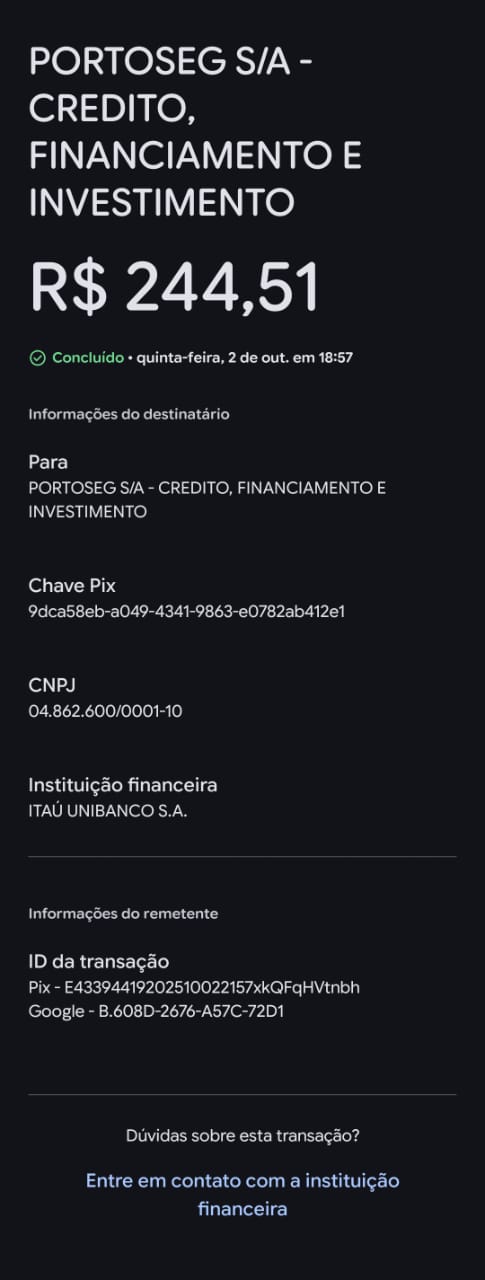 PORTOSEG S/A -
CREDITO,
FINANCIAMENTO E
INVESTIMENTO
R$ 244,51
Concluído • quinta-feira, 2 de out. em 18:57
Informações do destinatário
Para
PORTOSEG S/A - CREDITO, FINANCIAMENTO E
INVESTIMENTO
Chave Pix
9dca58eb-a049-4341-9863-e0782ab412e1
CNPJ
04.862.600/0001-10
Instituição financeira
ITAÚ UNIBANCO S.A.
Informações do remetente
ID da transação
Pix - E43394419202510022157xkQFqHVtnbh
Google - B.608D-2676-A57C-72D1
Dúvidas sobre esta transação?
Entre em contato com a instituição
financeira